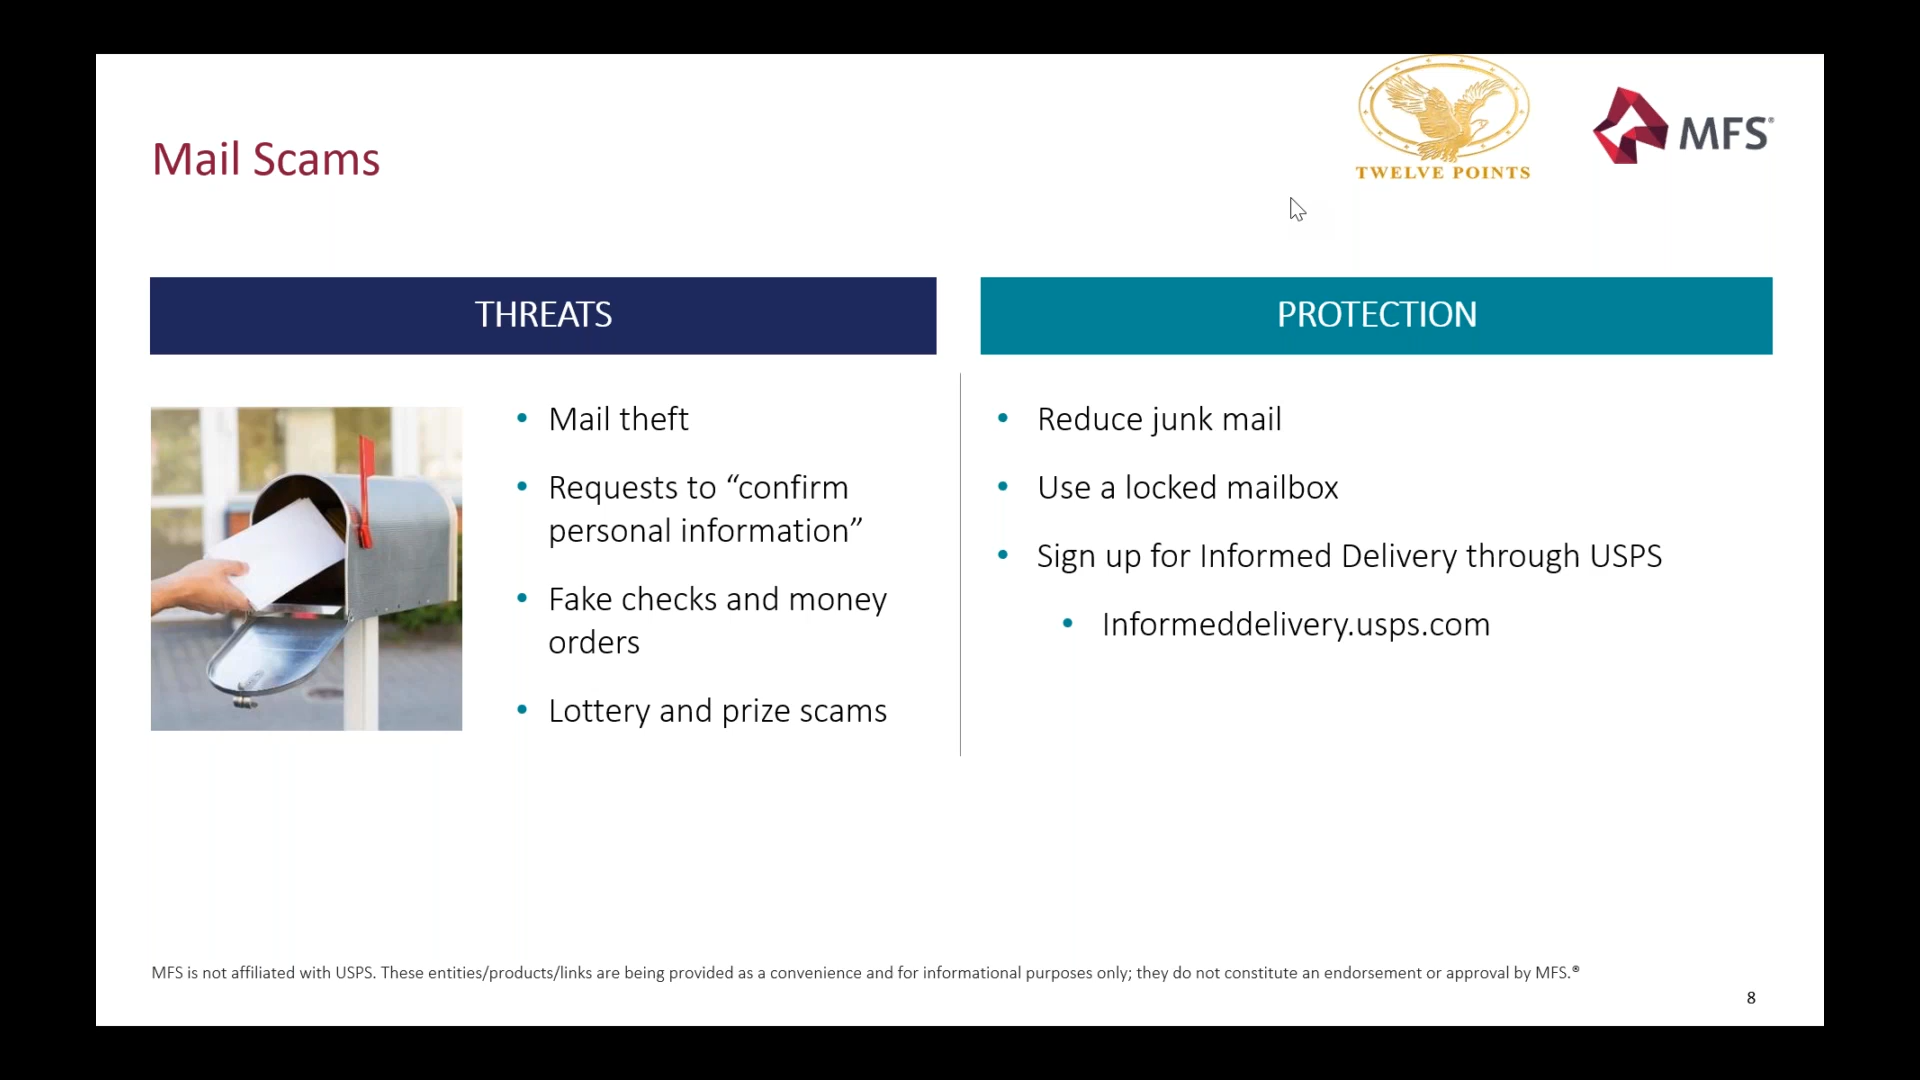 TWELVE POINTS
MFS®
Mail Scams
THREATS
• Mail theft
• Requests to “confirm
personal information”
• Fake checks and money
orders
• Lottery and prize scams
PROTECTION
• Reduce junk mail
• Use a locked mailbox
• Sign up for Informed Delivery through USPS
• Informeddelivery.usps.com
MFS is not affiliated with USPS. These entities/products/links are being provided as a convenience and for informational purposes only; they do not constitute an endorsement or approval by MFS.®
8